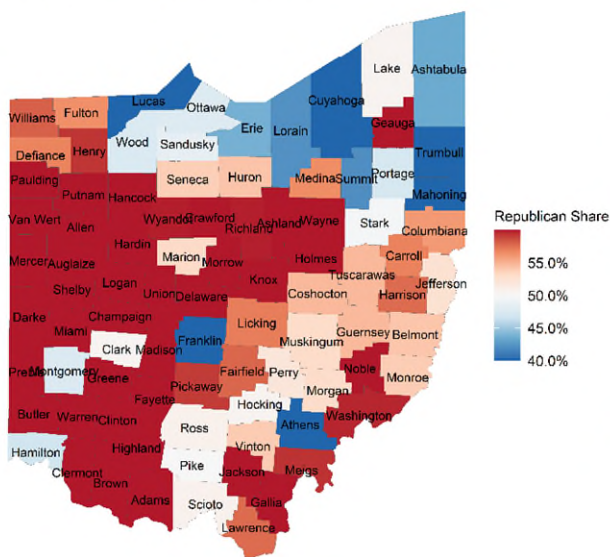 Lake
Ashtabula
Lucas
Ottawa
Cuyahoga
Williams
Fulton
Geauga
Erie
Lorain
Wood
Sandusky
Defiance
Henry
Trumbull
Portage
Huron
Medina
Summit
Seneca
Paulding
Mahoning
Putnam
Hancock
Van Wert
Wyandot
Crawford
Ashland
Wayne
Stark
Columbiana
Allen
Richland
Hardin
Carroll
Mercer
Auglaize
Marion
Morrow
Holmes
Tuscarawas
Jefferson
Shelby
Logan
Union
Delaware
Knox
Coshocton
Harrison
Darke
Champaign
Miami
Licking
Guernsey
Belmont
Franklin
Muskingum
Clark
Madison
Montgomery
Greene
Fairfield
Perry
Noble
Monroe
Pickaway
Morgan
Fayette
Hocking
Butler
Warren
Clinton
Washington
Ross
Athens
Hamilton
Highland
Vinton
Clermont
Pike
Jackson
Meigs
Brown
Adams
Scioto
Gallia
Lawrence
Republican Share
55.0%
50.0%
45.0%
40.0%